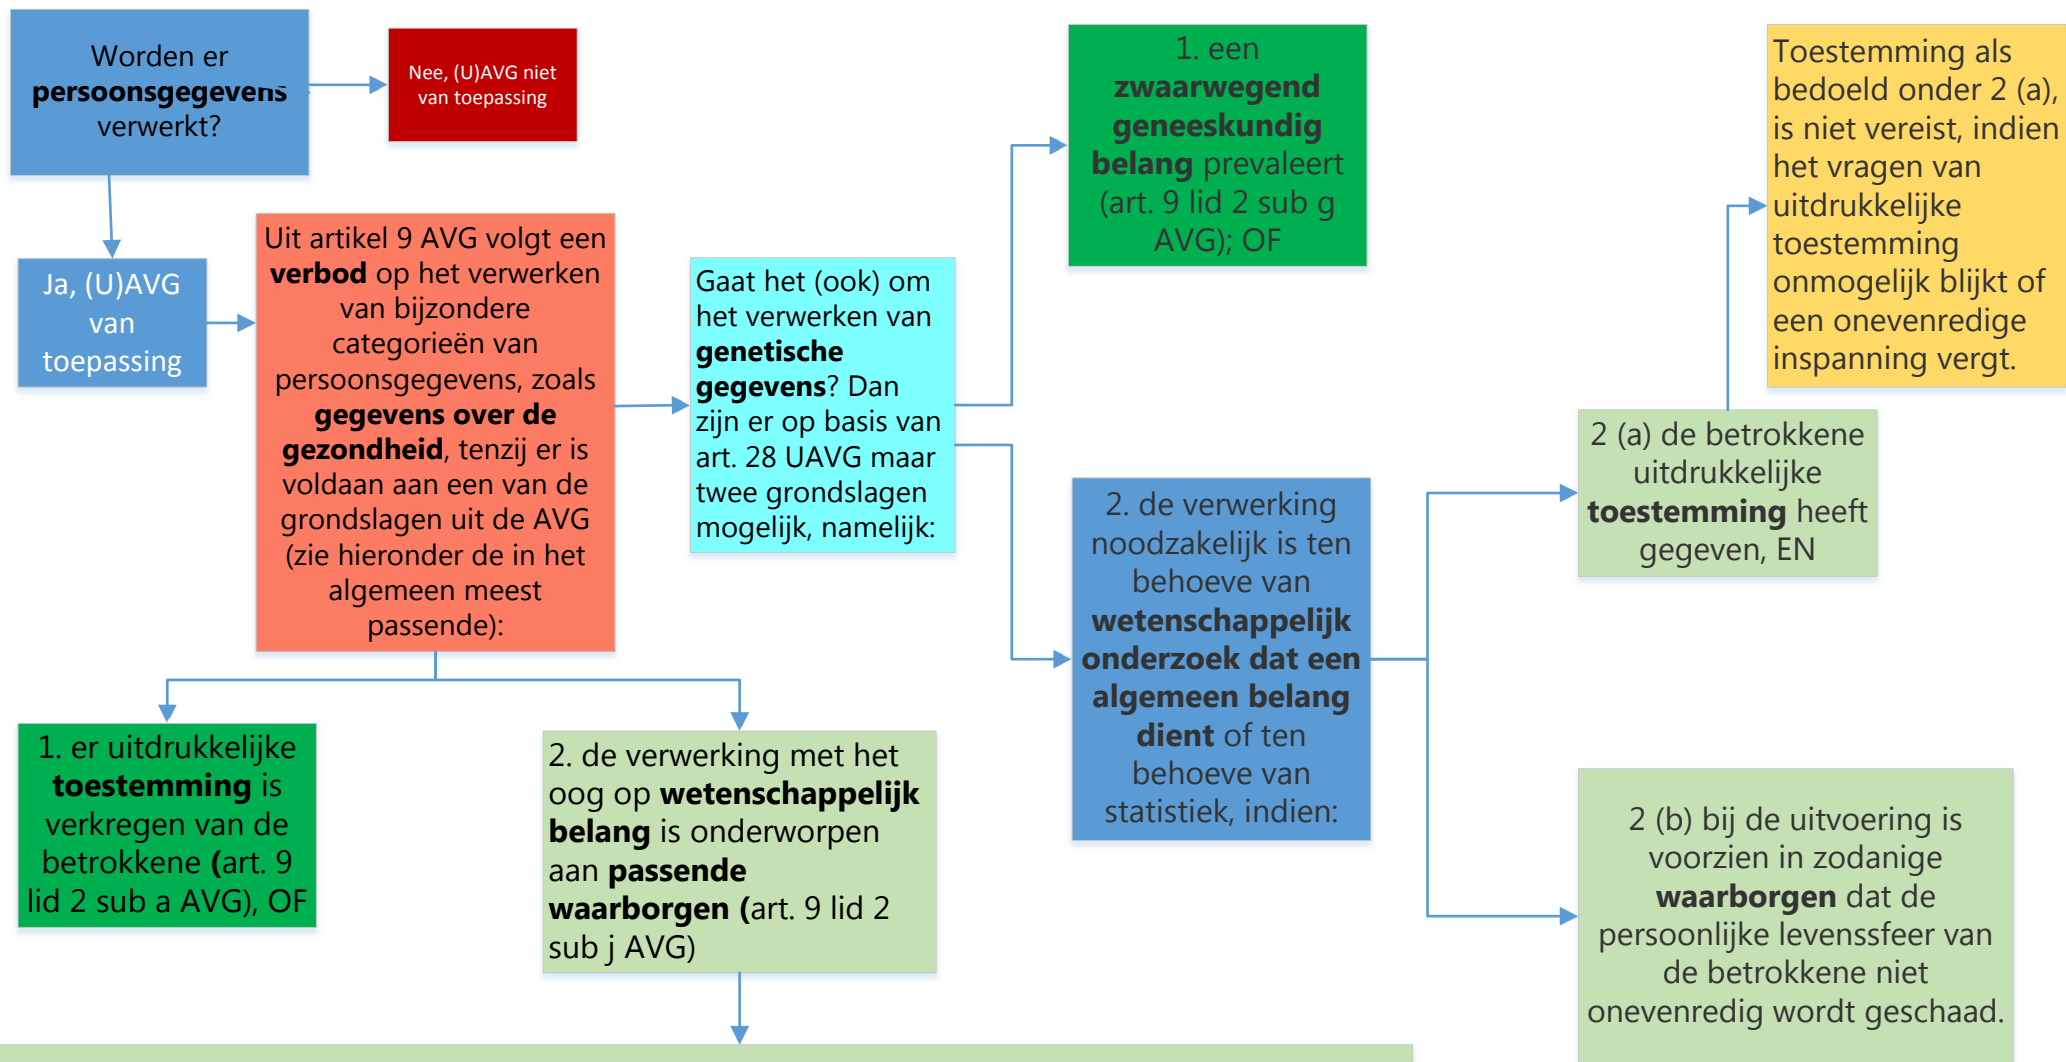 Worden er
persoonsgegevens
verwerkt?
Nee, (U)AVG niet
van toepassing
Ja, (U)AVG
van
toepassing
Uit artikel 9 AVG volgt een
verbod op het verwerken
van bijzondere
categorieën van
persoonsgegevens, zoals
gegevens over de
gezondheid, tenzij er is
voldaan aan een van de
grondslagen uit de AVG
(zie hieronder de in het
algemeen meest
passende):
1. er uitdrukkelijke
toestemming is
verkregen van de
betrokkene (art. 9
lid 2 sub a AVG), OF
2. de verwerking met het
oog op wetenschappelijk
belang is onderworpen
aan passende
waarborgen (art. 9 lid 2
sub j AVG)
Gaat het (ook) om
het verwerken van
genetische
gegevens? Dan
zijn er op basis van
art. 28 UAVG maar
twee grondslagen
mogelijk, namelijk:
1. een
zwaarwegend
geneeskundig
belang prevaleert
(art. 9 lid 2 sub g
AVG); OF
2. de verwerking
noodzakelijk is ten
behoeve van
wetenschappelijk
onderzoek dat een
algemeen belang
dient of ten
behoeve van
statistiek, indien:
Toestemming als
bedoeld onder 2 (a),
is niet vereist, indien
het vragen van
uitdrukkelijke
toestemming
onmogelijk blijkt of
een onevenredige
inspanning vergt.
2 (a) de betrokkene
uitdrukkelijke
toestemming heeft
gegeven, EN
2 (b) bij de uitvoering is
voorzien in zodanige
waarborgen dat de
persoonlijke levenssfeer van
de betrokkene niet
onevenredig wordt geschaad.